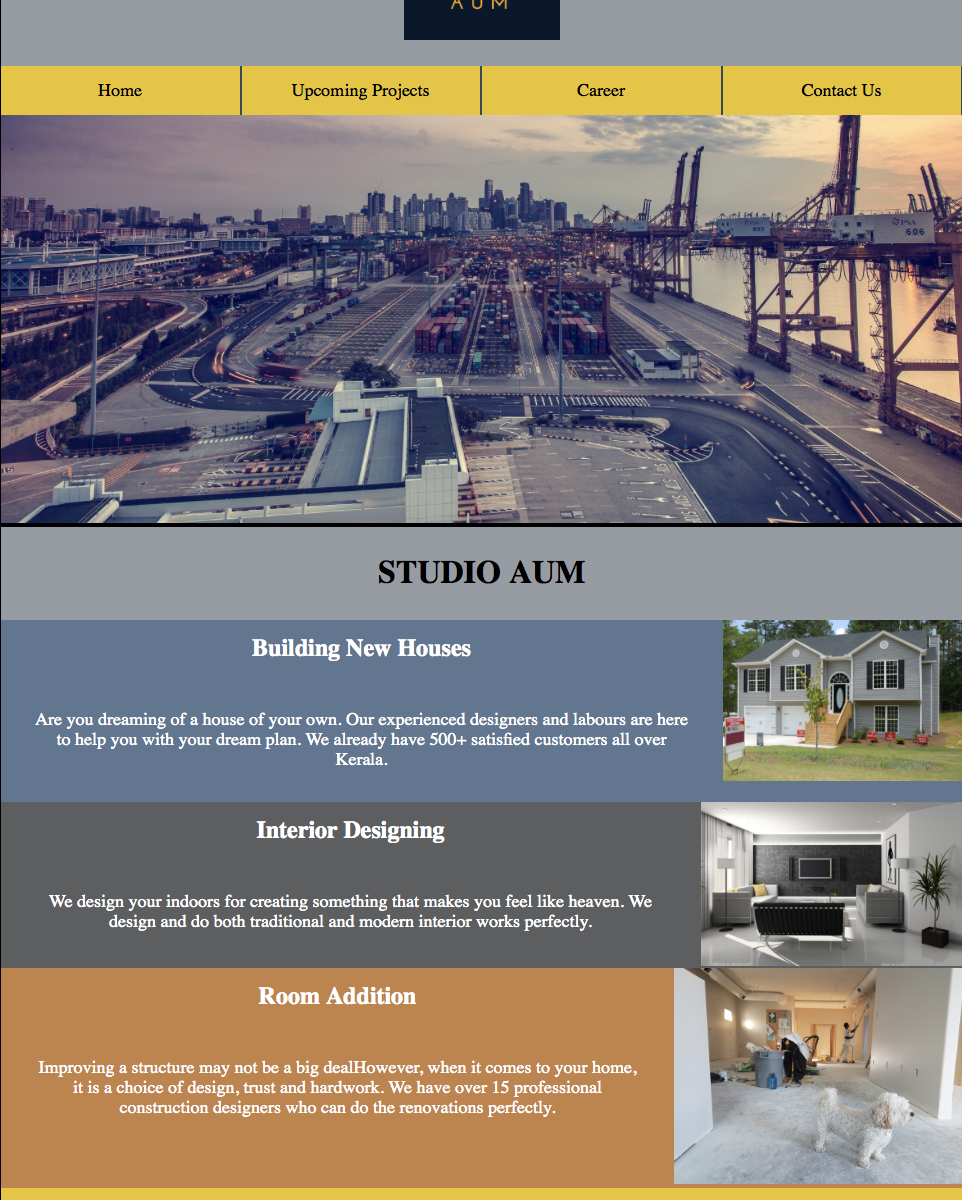 AUM
Home
Upcoming Projects
Career
Contact Us
606
STUDIO AUM
Building New Houses
Are you dreaming of a house of your own. Our experienced designers and labours are here
to help you with your dream plan. We already have 500+ satisfied customers all over
Kerala.
Interior Designing
We design your indoors for creating something that makes you feel like heaven. We
design and do both traditional and modern interior works perfectly.
Room Addition
Improving a structure may not be a big dealHowever, when it comes to your home,
it is a choice of design, trust and hardwork. We have over 15 professional
construction designers who can do the renovations perfectly.